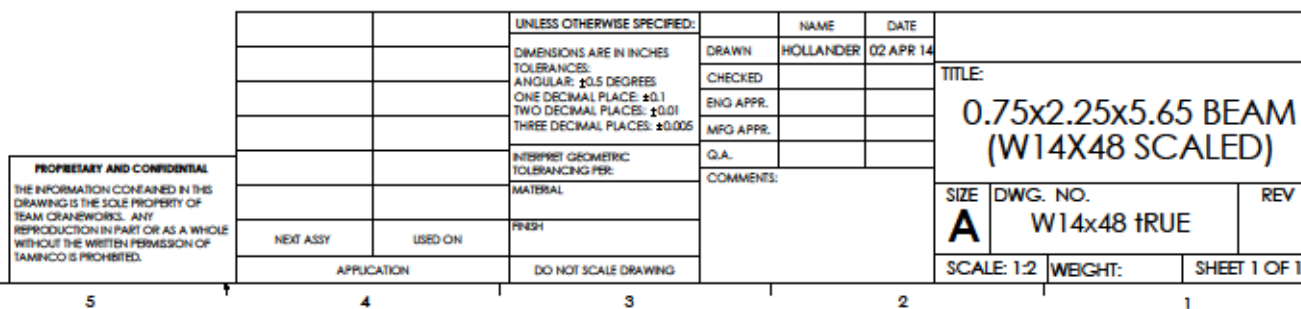 PROPRIETARY AND CONFIDENTIAL
THE INFORMATION CONTAINED IN THIS
DRAWING IS THE SOLE PROPERTY OF
TEAM CRANEWORKS. ANY
REPRODUCTION IN PART OR AS A WHOLE
WITHOUT THE WRITTEN PERMISSION OF
TAMINCO IS PROHIBITED.
NEXT ASSY USED ON
APPLICATION
UNLESS OTHERWISE SPECIFIED:
DIMENSIONS ARE IN INCHES
TOLERANCES:
ANGULAR: ±0.5 DEGREES
ONE DECIMAL PLACE: ±0.1
TWO DECIMAL PLACES: ±0.01
THREE DECIMAL PLACES: ±0.005
INTERPRET GEOMETRIC
TOLERANCING PER:
MATERIAL
FINISH
DO NOT SCALE DRAWING
NAME DATE
DRAWN HOLLANDER 02 APR 14
CHECKED
ENG APPR.
MFG APPR.
Q.A.
COMMENTS:
TITLE:
0.75x2.25x5.65 BEAM
(W14X48 SCALED)
SIZE DWG. NO. REV
A W14x48 tRUE
SCALE: 1:2 WEIGHT: SHEET 1 OF 1
5 4 3 2 1